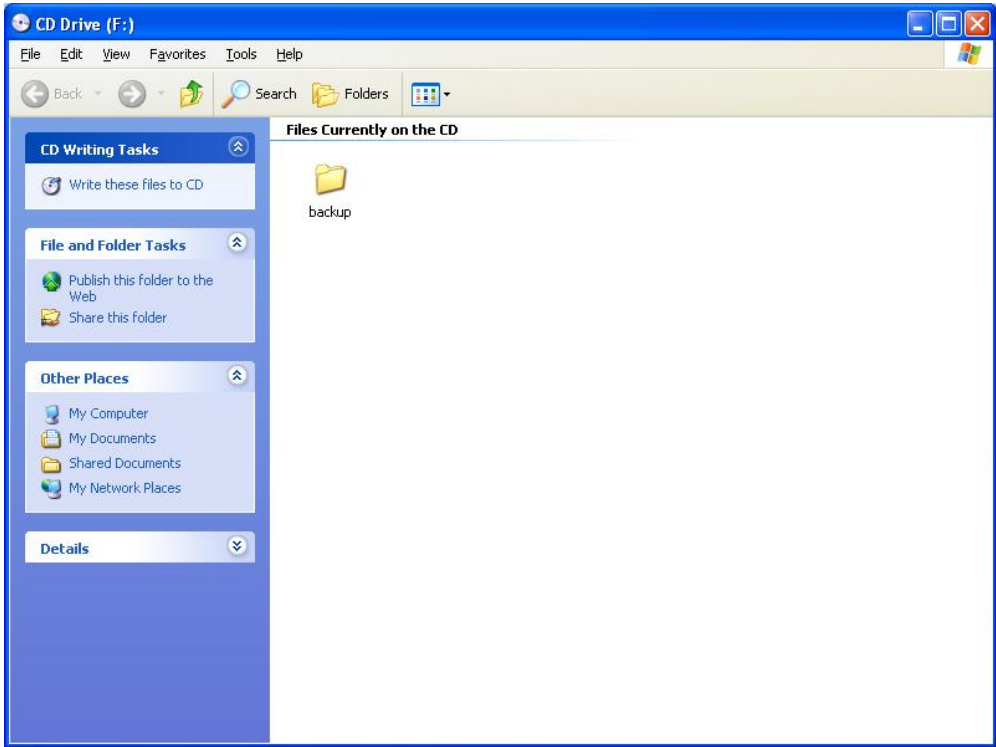 CD Drive (F:)
File Edit View Favorites Tools Help
Back Search Folders
CD Writing Tasks
Write these files to CD
File and Folder Tasks
Publish this folder to the
Web
Share this folder
Other Places
My Computer
My Documents
Shared Documents
My Network Places
Details
Files Currently on the CD
backup